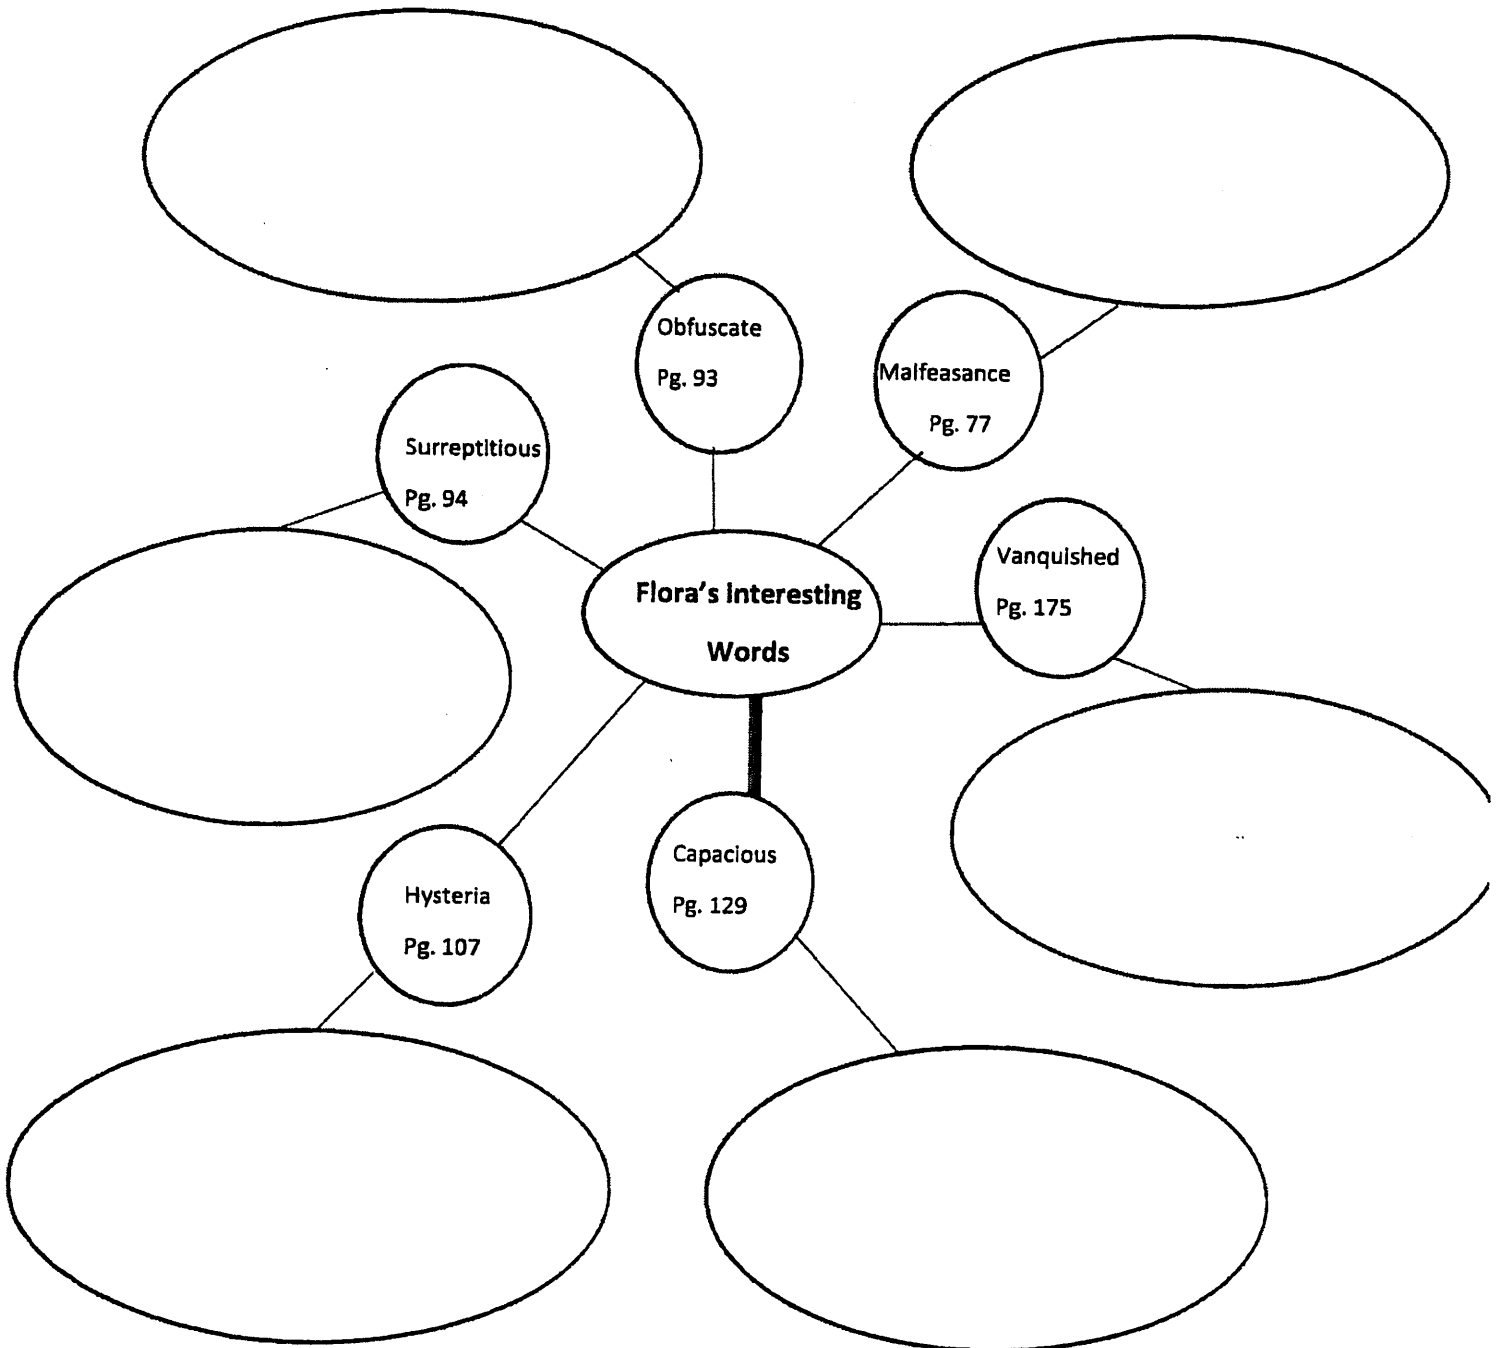 Obfuscate
Pg. 93
Malfeasance
Pg. 77
Surreptitious
Pg. 94
Vanquished
Pg. 175
Flora's Interesting
Words
Capacious
Pg. 129
Hysteria
Pg. 107